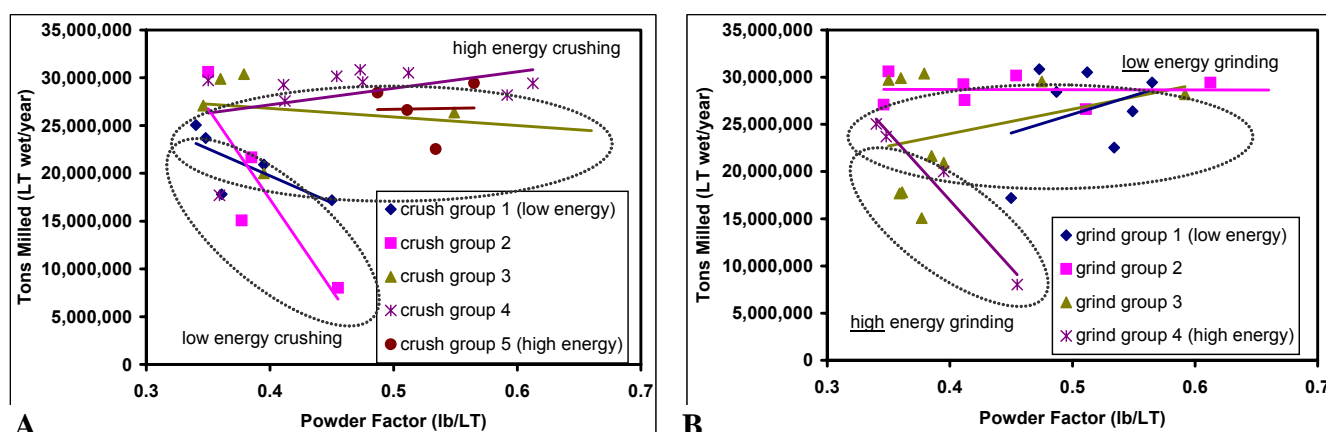 35,000,000
30,000,000
25,000,000
20,000,000
15,000,000
10,000,000
5,000,000
0
Tons Milled (LT wet/year)
high energy crushing
low energy crushing
crush group 1 (low energy)
crush group 2
crush group 3
crush group 4
crush group 5 (high energy)
0.3 0.4 0.5 0.6 0.7
Powder Factor (lb/LT)
A
35,000,000
30,000,000
25,000,000
20,000,000
15,000,000
10,000,000
5,000,000
0
Tons Milled (LT wet/year)
low energy grinding
high energy grinding
grind group 1 (low energy)
grind group 2
grind group 3
grind group 4 (high energy)
0.3 0.4 0.5 0.6 0.7
Powder Factor (lb/LT)
B